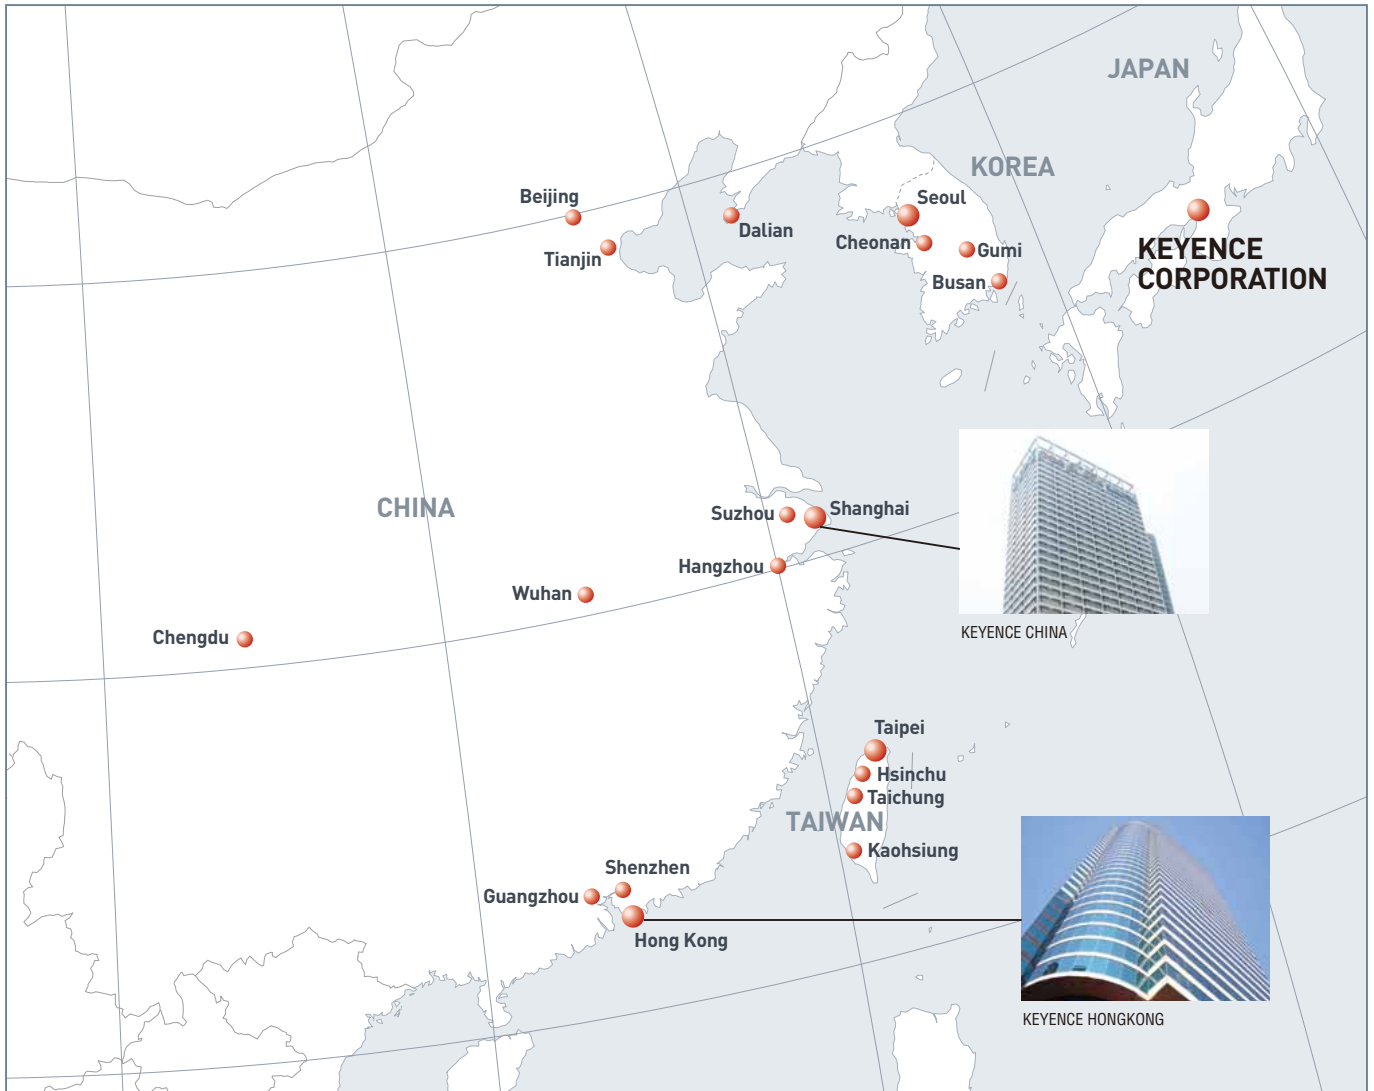 JAPAN
KOREA
Beijing
Seoul
Dalian
Cheonan
Gumi
Tianjin
KEYENCE
CORPORATION
Busan
CHINA
Suzhou
Shanghai
Hangzhou
Wuhan
Chengdu
KEYENCE CHINA
Taipei
Hsinchu
Taichung
TAIWAN
Kaohsiung
Shenzhen
Guangzhou
Hong Kong
KEYENCE HONGKONG